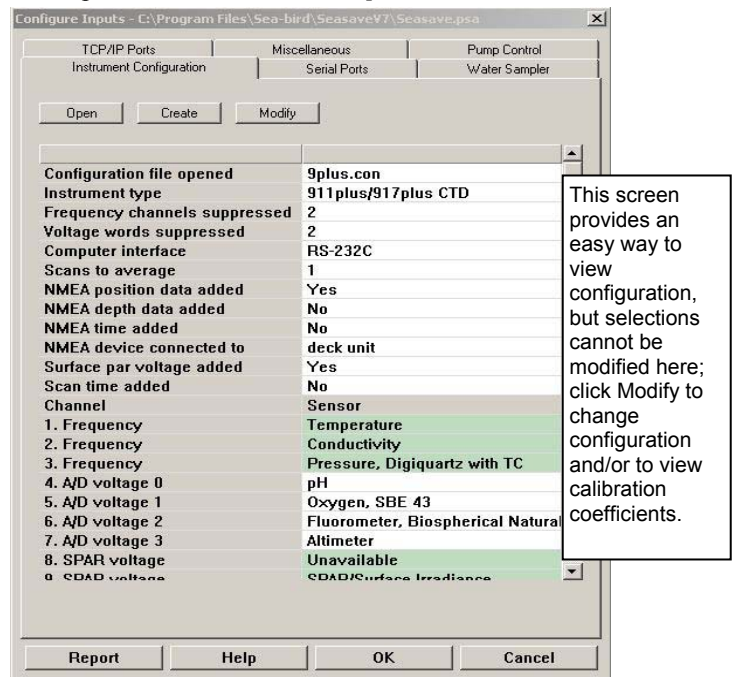 Configure Inputs - C:\Program Files\Sea-bird\SeasaveV7\Seasave.psa
TCP/IP Ports Miscellaneous Pump Control
Instrument Configuration Serial Ports Water Sampler
Open Create Modify
Configuration file opened 9plus.con
Instrument type 911plus/917plus CTD
Frequency channels suppressed 2
Voltage words suppressed 2
Computer interface RS-232C
Scans to average 1
NMEA position data added Yes
NMEA depth data added No
NMEA time added No
NMEA device connected to deck unit
Surface par voltage added Yes
Scan time added No
Channel Sensor
1. Frequency Temperature
2. Frequency Conductivity
3. Frequency Pressure, Digiquartz with TC
4. A/D voltage 0 pH
5. A/D voltage 1 Oxygen, SBE 43
6. A/D voltage 2 Fluorometer, Biospherical Natural
7. A/D voltage 3 Altimeter
8. SPAR voltage Unavailable
9. SPAR voltage SPAR/Surface Irradiance
Report Help OK Cancel
This screen
provides an
easy way to
view
configuration,
but selections
cannot be
modified here;
click Modify to
change
configuration
and/or to view
calibration
coefficients.